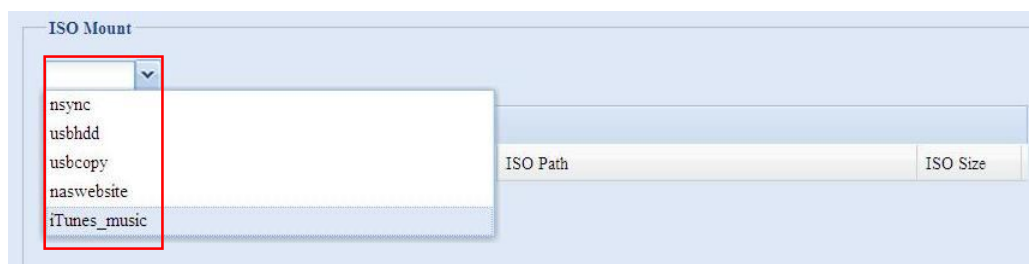 ISO Mount
nsync
usbhdd
usbcopy
naswebsite
iTunes_music
ISO Path ISO Size